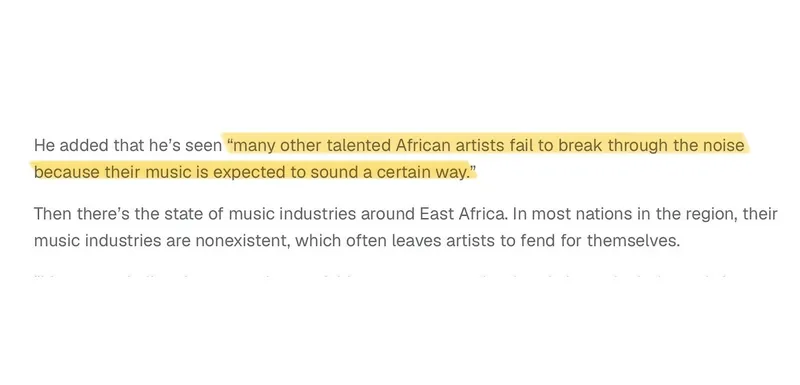 He added that he's seen “many other talented African artists fail to break through the noise
because their music is expected to sound a certain way.”
Then there's the state of music industries around East Africa. In most nations in the region, their
music industries are nonexistent, which often leaves artists to fend for themselves.